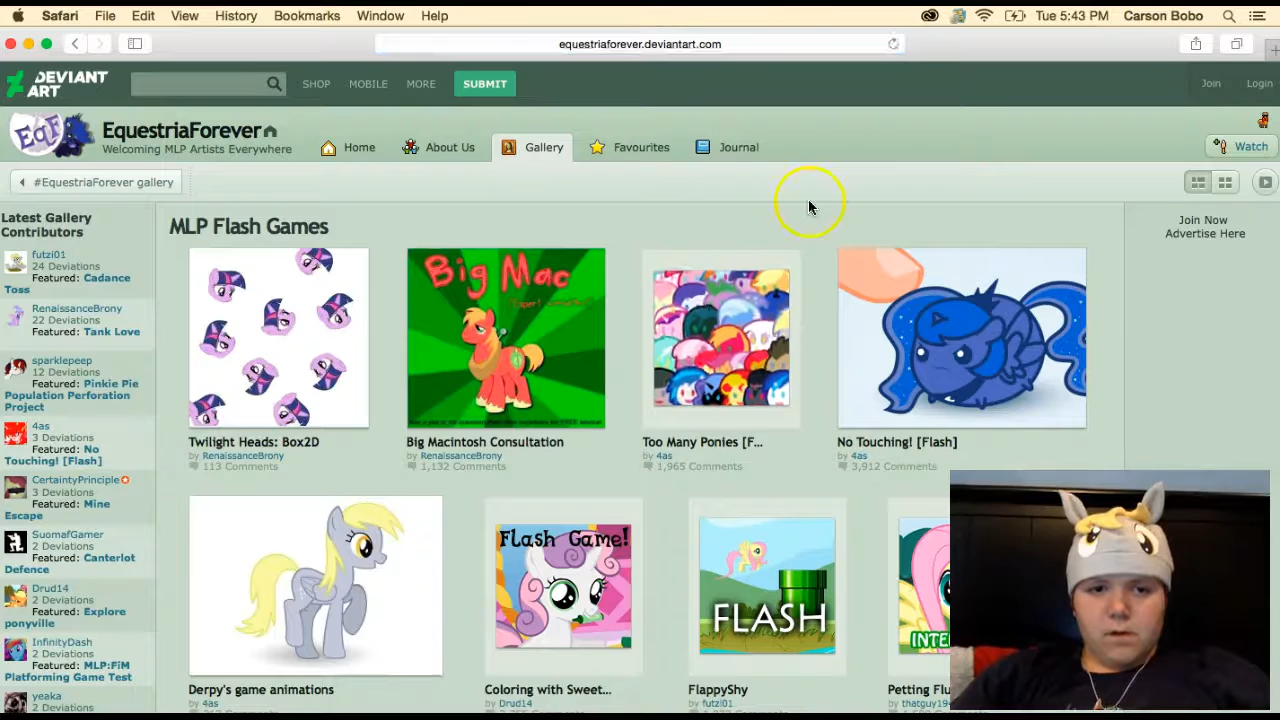 Safari File Edit View History Bookmarks Window Help Tue 5:43 PM Carson Bobo
equestriaforever.deviantart.com
DEVIANT ART SHOP MOBILE MORE SUBMIT Join Login
EqF EquestriaForever
Welcoming MLP Artists Everywhere
Home About Us Gallery Favourites Journal Watch
#EquestriaForever gallery
Latest Gallery
Contributors
futzi01
24 Deviations
Featured: Cadance
Toss
RenaissanceBrony
22 Deviations
Featured: Tank Love
sparklepeep
12 Deviations
Featured: Pinkie Pie
Population Perforation
Project
4as
3 Deviations
Featured: No
Touching! [Flash]
CertaintyPrinciple
3 Deviations
Featured: Mine
Escape
SuomafGamer
2 Deviations
Featured: Canterlot
Defence
Drud14
2 Deviations
Featured: Explore
ponyville
InfinityDash
2 Deviations
Featured: MLP:FiM
Platforming Game Test
yeaka
2 Deviations
MLP Flash Games
Big Mac
Twilight Heads: Box2D
by RenaissanceBrony
113 Comments
Big Macintosh Consultation
by RenaissanceBrony
1,132 Comments
Too Many Ponies [F...
by 4as
1,965 Comments
No Touching! [Flash]
by 4as
3,912 Comments
Join Now
Advertise Here
Flash Game!
FLASH
INTE
Derpy's game animations
by 4as
Coloring with Sweet...
by Drud14
FlappyShy
by futzi01
Petting Flu
by thatguy19